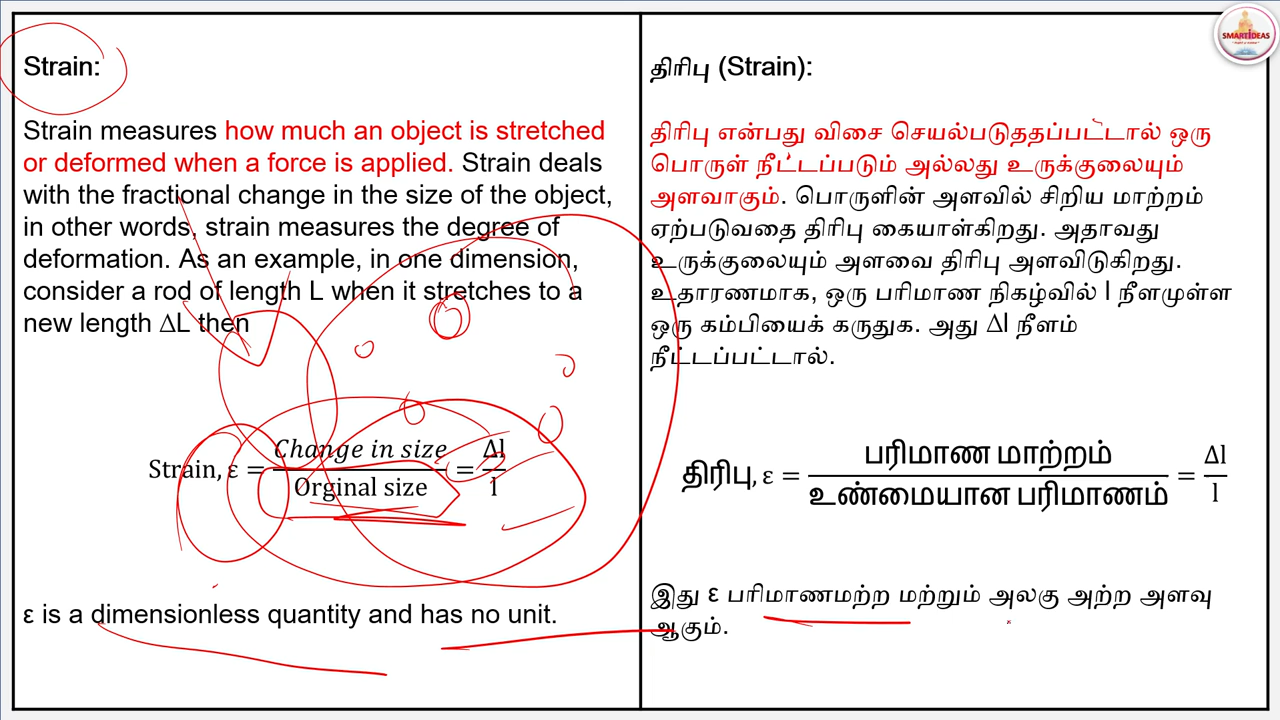 Strain:
Strain measures how much an object is stretched
or deformed when a force is applied. Strain deals
with the fractional change in the size of the object,
in other words, strain measures the degree of
deformation. As an example, in one dimension,
consider a rod of length L when it stretches to a
new length ΔL then
Strain, ε = Change in size / Orginal size = Δl / l
ε is a dimensionless quantity and has no unit.
திரிபு (Strain):
திரிபு என்பது விசை செயல்படுததப்பட்டால் ஒரு
பொருள் நீட்டப்படும் அல்லது உருக்குலையும்
அளவாகும். பொருளின் அளவில் சிறிய மாற்றம்
ஏற்படுவதை திரிபு கையாள்கிறது. அதாவது
உருக்குலையும் அளவை திரிபு அளவிடுகிறது.
உதாரணமாக, ஒரு பரிமாண நிகழ்வில் l நீளமுள்ள
ஒரு கம்பியைக் கருதுக. அது Δl நீளம்
நீட்டப்பட்டால்.
திரிபு, ε = பரிமாண மாற்றம் / உண்மையான பரிமாணம் = Δl / l
இது ε பரிமாணமற்ற மற்றும் அலகு அற்ற அளவு
ஆகும்.
SMARTIDEAS